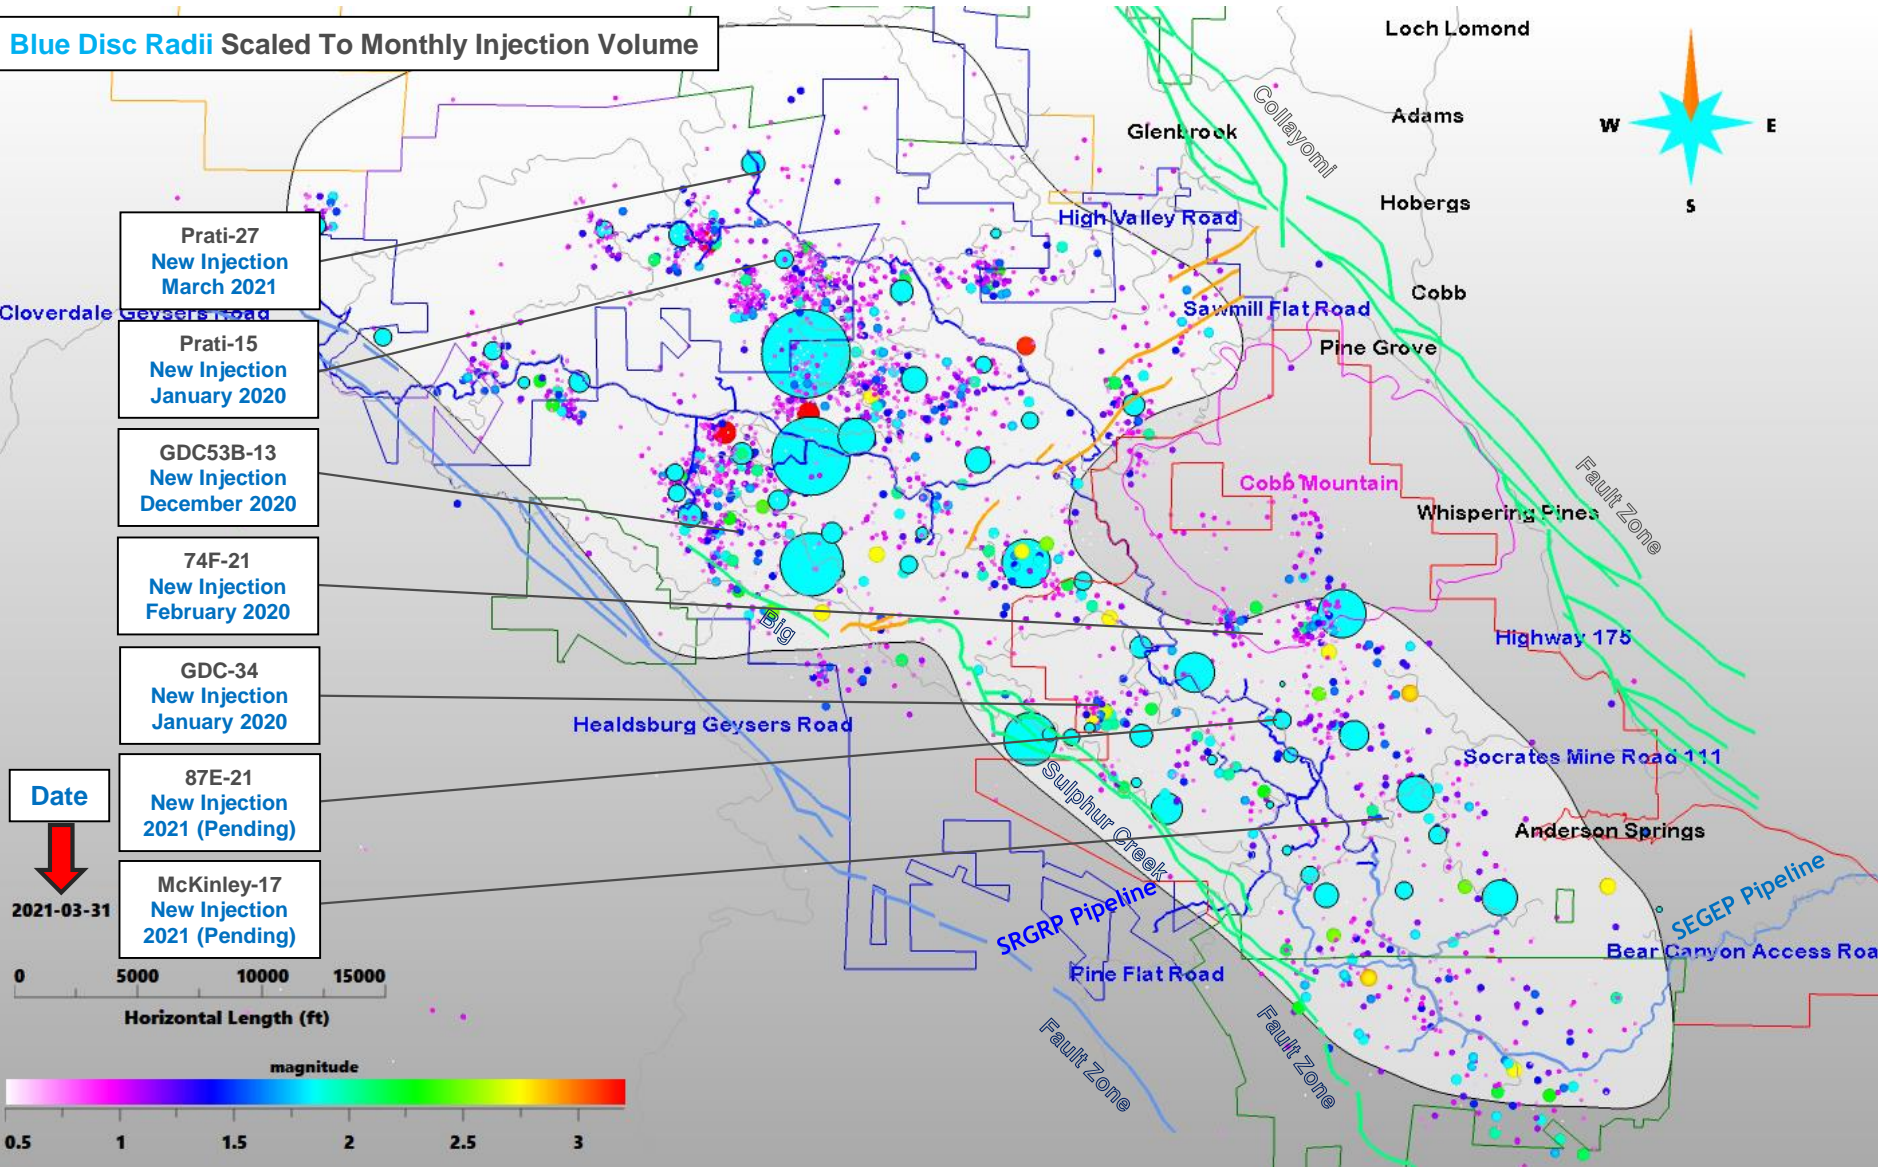 Blue Disc Radii Scaled To Monthly Injection Volume
Loch Lomond
Collayomi
Adams
Glenbrook
W
E
S
Hobergs
High Valley Road
Prati-27
New Injection
March 2021
Cobb
Cloverdale Geysers Road
Sawmill Flat Road
Prati-15
New Injection
January 2020
Pine Grove
GDC53B-13
New Injection
December 2020
Cobb Mountain
Fault Zone
Whispering Pines
74F-21
New Injection
February 2020
Big
Highway 175
GDC-34
New Injection
January 2020
Healdsburg Geysers Road
Socrates Mine Road 111
87E-21
New Injection
2021 (Pending)
Date
Sulphur Creek
Anderson Springs
McKinley-17
New Injection
2021 (Pending)
2021-03-31
SRGRP Pipeline
SEGEP Pipeline
Bear Canyon Access Roa
Pine Flat Road
0 5000 10000 15000
Horizontal Length (ft)
Fault Zone
Fault Zone
magnitude
0.5 1 1.5 2 2.5 3